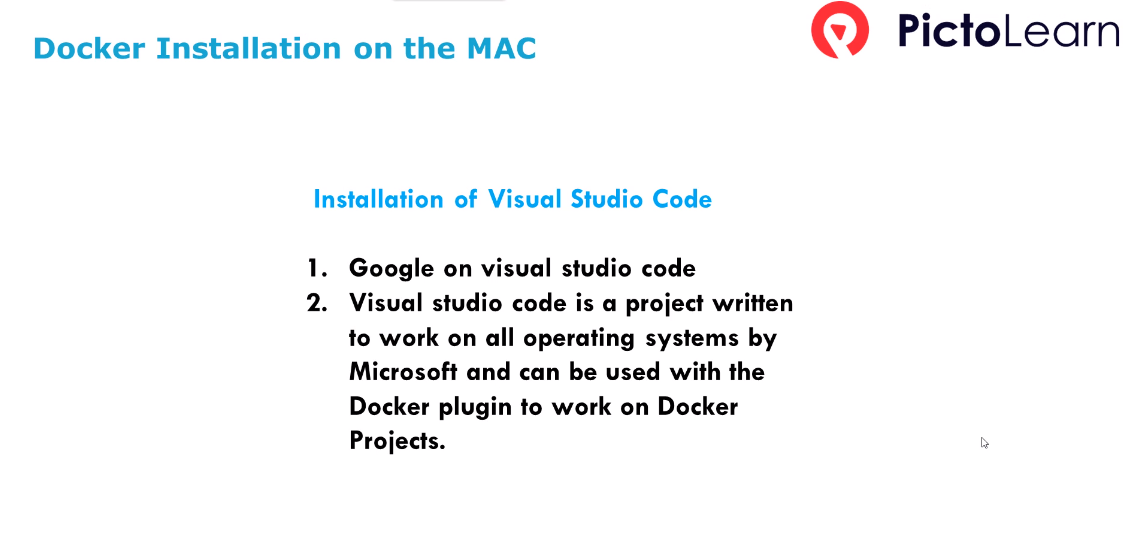 Docker Installation on the MAC
PictoLearn
Installation of Visual Studio Code
1. Google on visual studio code
2. Visual studio code is a project written
to work on all operating systems by
Microsoft and can be used with the
Docker plugin to work on Docker
Projects.